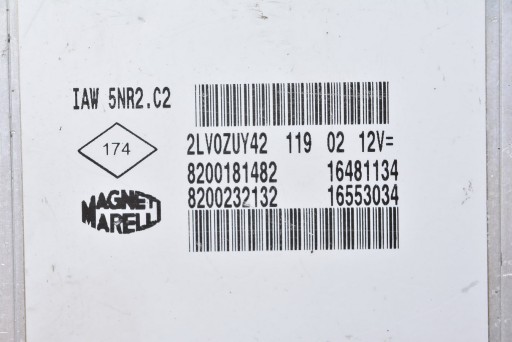 IAW 5NR2.C2
174
2LV0ZUY42 119 02 12V=
8200181482 16481134
8200232132 16553034
MAGNETI
MARELLI